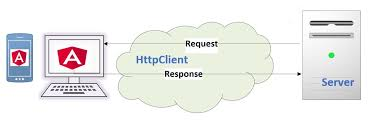 A
A
Request
HttpClient
Response
Server